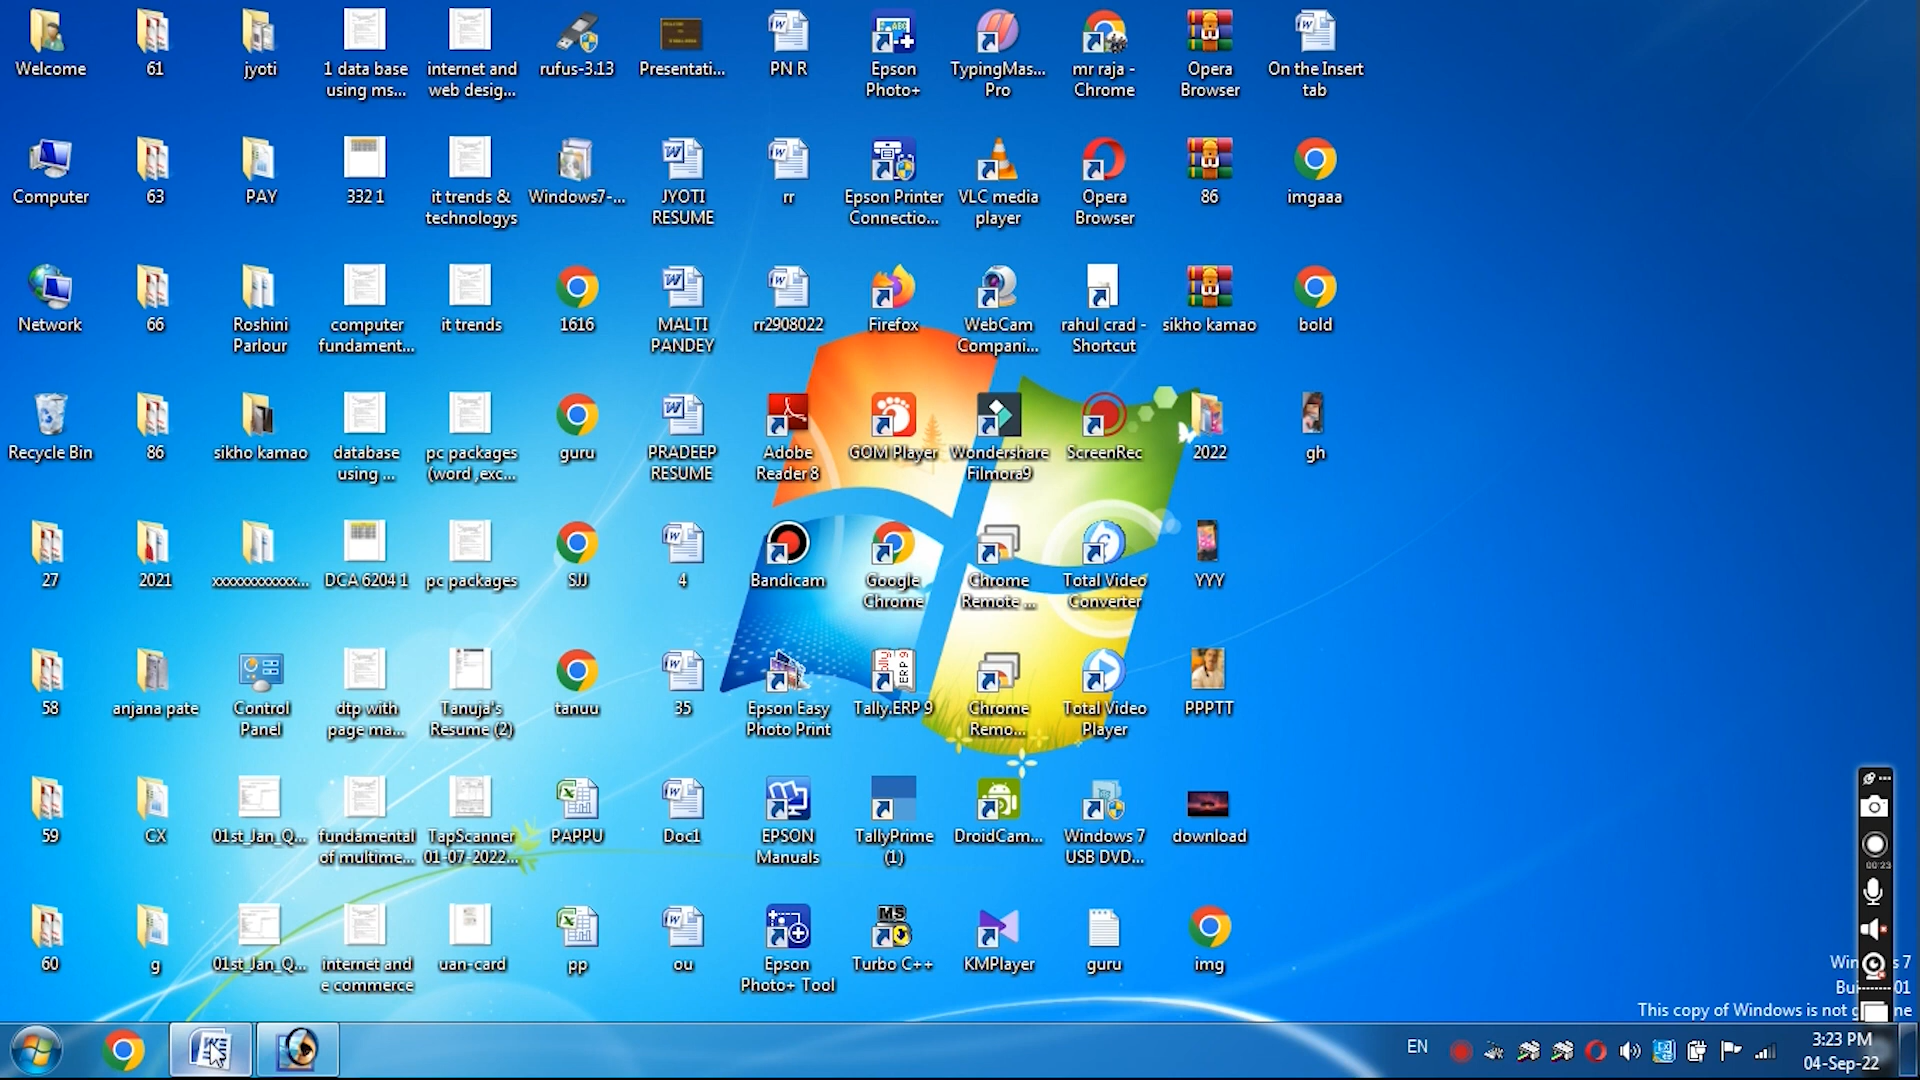 Welcome
61
jyoti
1 data base
using ms...
internet and
web desig...
rufus-3.13
Presentati...
PN R
Epson
Photo+
TypingMas...
Pro
mr raja -
Chrome
Opera
Browser
On the Insert
tab
Computer
63
PAY
332 1
it trends &
technologys
Windows7-...
JYOTI
RESUME
rr
Epson Printer
Connectio...
VLC media
player
Opera
Browser
86
imgaaa
Network
66
Roshini
Parlour
computer
fundament...
it trends
1616
MALTI
PANDEY
rr2908022
Firefox
WebCam
Compani...
rahul crad -
Shortcut
sikho kamao
bold
Recycle Bin
86
sikho kamao
database
using ...
pc packages
(word ,exc...
guru
PRADEEP
RESUME
Adobe
Reader 8
GOM Player
Wondershare
Filmora9
ScreenRec
2022
gh
27
2021
xxxxxxxxxxxx...
DCA 6204 1
pc packages
SJJ
4
Bandicam
Google
Chrome
Chrome
Remote ...
Total Video
Converter
YYY
58
anjana pate
Control
Panel
dtp with
page ma...
Tanuja's
Resume (2)
tanuu
35
Epson Easy
Photo Print
Tally.ERP 9
Chrome
Remo...
Total Video
Player
PPPTT
59
CX
01st_Jan_Q...
fundamental
of multime...
TapScanner
01-07-2022...
PAPPU
Doc1
EPSON
Manuals
TallyPrime
(1)
DroidCam...
Windows 7
USB DVD...
download
60
g
01st_Jan_Q...
internet and
e commerce
uan-card
pp
ou
Epson
Photo+ Tool
Turbo C++
KMPlayer
guru
img
00:23
7
01
This copy of Windows is not
EN
3:23 PM
04-Sep-22